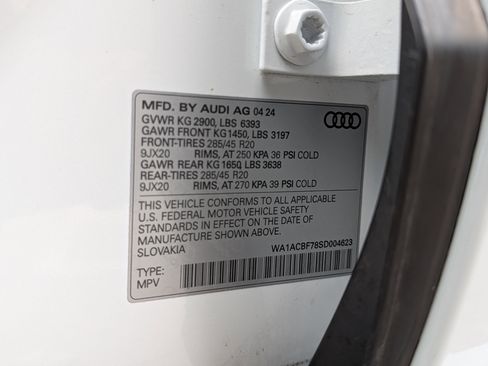 MFD. BY AUDI AG 04 24
GVWR KG 2900, LBS 6393
GAWR FRONT KG 1450, LBS 3197
FRONT-TIRES 285/45 R20
9JX20 RIMS, AT 250 KPA 36 PSI COLD
GAWR REAR KG 1650, LBS 3638
REAR-TIRES 285/45 R20
9JX20 RIMS, AT 270 KPA 39 PSI COLD
THIS VEHICLE CONFORMS TO ALL APPLICABLE
U.S. FEDERAL MOTOR VEHICLE SAFETY
STANDARDS IN EFFECT ON THE DATE OF
MANUFACTURE SHOWN ABOVE.
SLOVAKIA WA1ACBF78SD004623
TYPE:
MPV